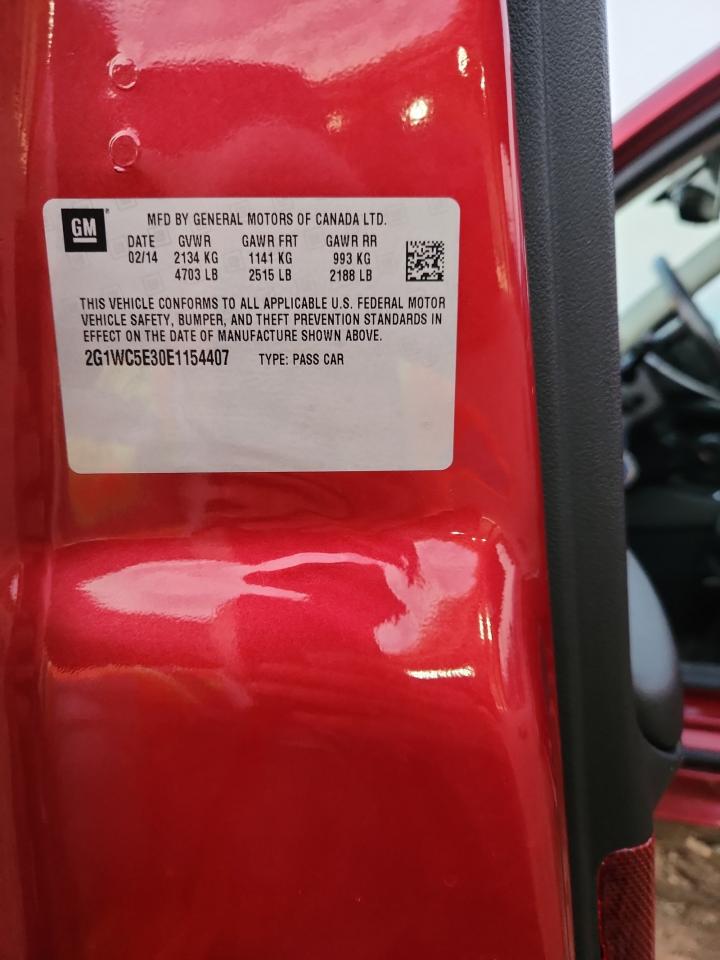 GM
MFD BY GENERAL MOTORS OF CANADA LTD.
DATE GVWR GAWR FRT GAWR RR
02/14 2134 KG 1141 KG 993 KG
4703 LB 2515 LB 2188 LB
THIS VEHICLE CONFORMS TO ALL APPLICABLE U.S. FEDERAL MOTOR
VEHICLE SAFETY, BUMPER, AND THEFT PREVENTION STANDARDS IN
EFFECT ON THE DATE OF MANUFACTURE SHOWN ABOVE.
2G1WC5E30E1154407 TYPE: PASS CAR